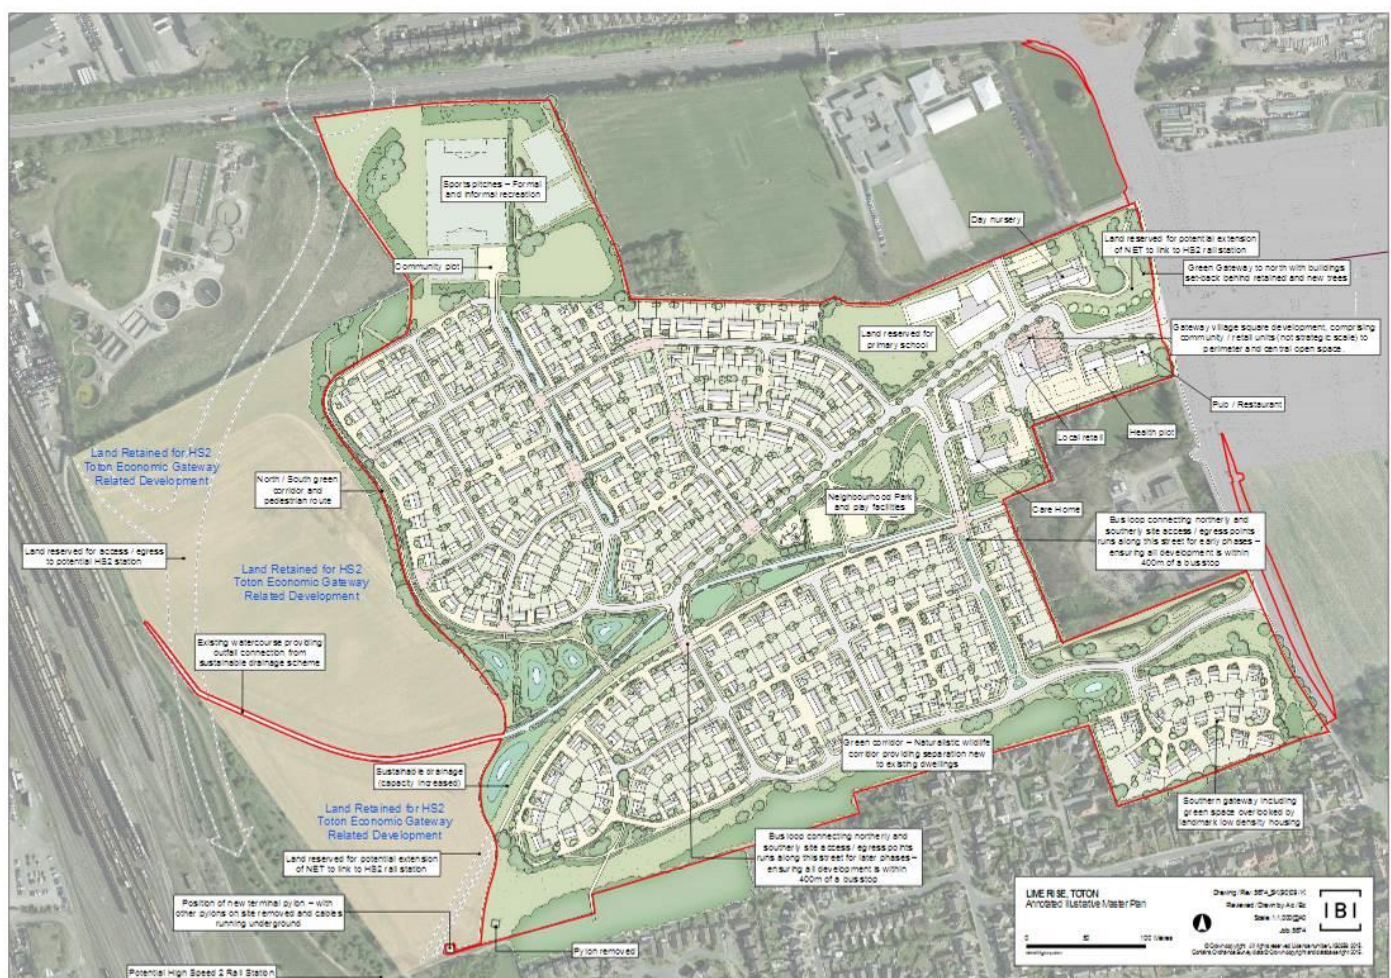 Sports pitches – Formal
and informal recreation
Community plot
Day nursery
Land reserved for potential extension
of NET to link to HS2 rail station
Green Gateway to north with buildings
set-back behind retained and new trees
Land reserved for
primary school
Gateway village square development, comprising
community / retail units (not strategic scale) to
perimeter and central open space.
Pub / Restaurant
Health plot
Local retail
Land Retained for HS2
Toton Economic Gateway
Related Development
North / South green
corridor and
pedestrian route
Neighbourhood Park
and play facilities
Care Home
Bus loop connecting northerly and
southerly site access / egress points
runs along this street for early phases –
ensuring all development is within
400m of a bus stop
Land reserved for access / egress
to potential HS2 station
Land Retained for HS2
Toton Economic Gateway
Related Development
Existing watercourse providing
outfall connection from
sustainable drainage scheme
Green corridor – Naturalistic wildlife
corridor providing separation new
to existing dwellings
Sustainable drainage
(capacity increased)
Southern gateway including
green space overlooked by
landmark low density housing
Land Retained for HS2
Toton Economic Gateway
Related Development
Bus loop connecting northerly and
southerly site access / egress points
runs along this street for later phases –
ensuring all development is within
400m of a bus stop
Land reserved for potential extension
of NET to link to HS2 rail station
Position of new terminal pylon – with
other pylons on site removed and cables
running underground
Pylon removed
Potential High Speed 2 Rail Station
LIME RISE, TOTON
Annotated Illustrative Master Plan
0 50 100 Metres
IBI